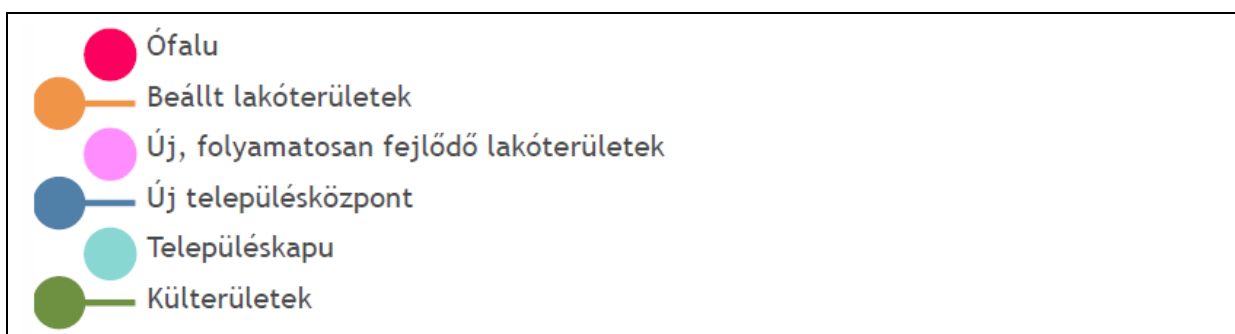 Ófalu
Beállt lakóterületek
Új, folyamatosan fejlődő lakóterületek
Új településközpont
Településkapu
Külterületek